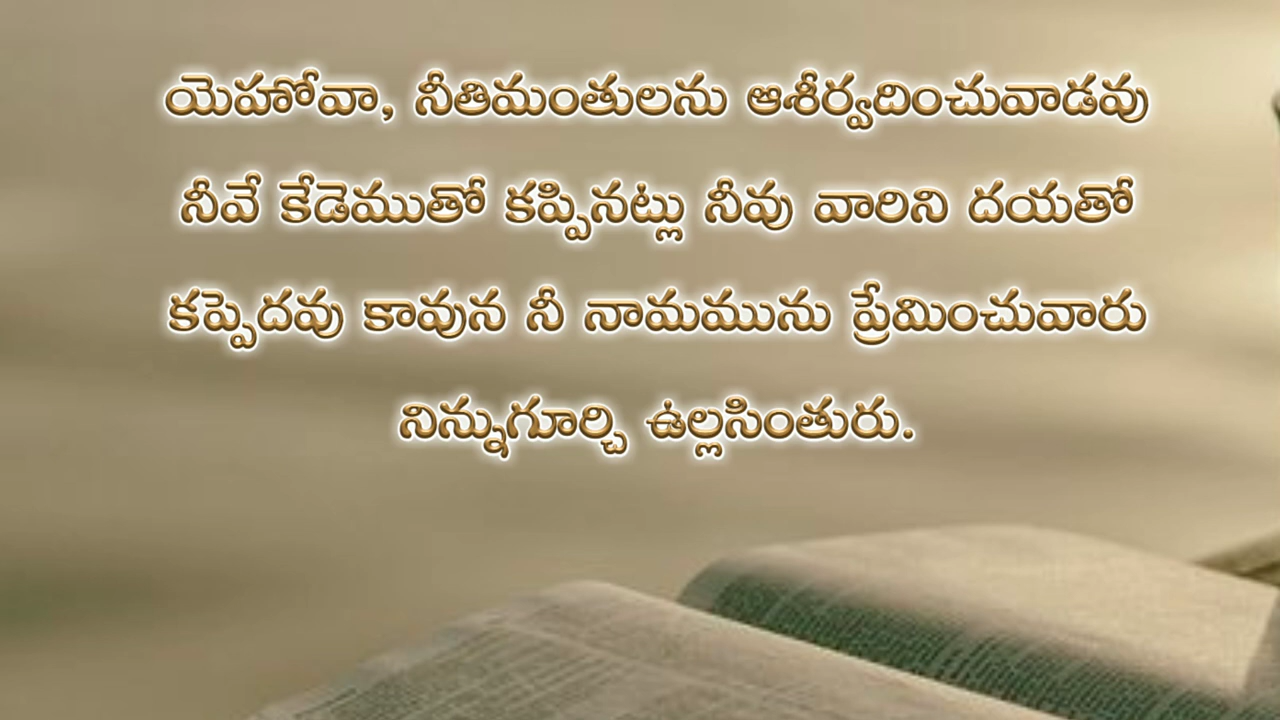 యెహోవా, నీతిమంతులను ఆశీర్వదించువాడవు
నీవే కేడెముతో కప్పినట్లు నీవు వారిని దయతో
కప్పెదవు కావున నీ నామమును ప్రేమించువారు
నిన్నుగూర్చి ఉల్లసింతురు.